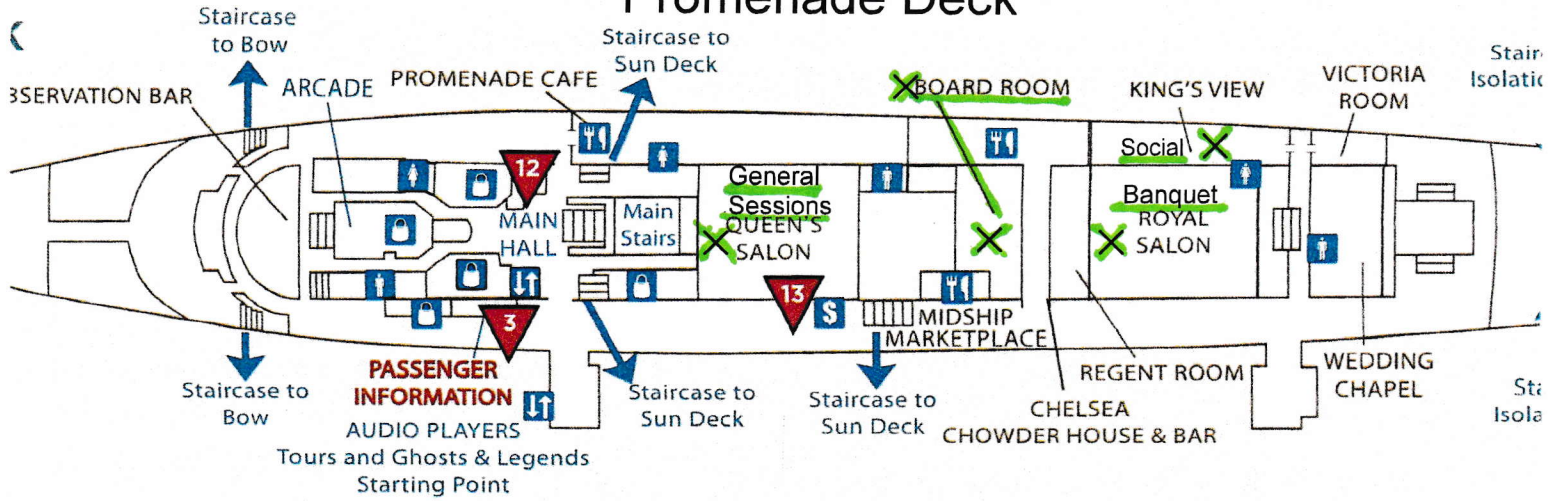 Promenade Deck
Staircase
to Bow
BSERVATION BAR
ARCADE
PROMENADE CAFE
Staircase to
Sun Deck
BOARD ROOM
KING'S VIEW
VICTORIA
ROOM
Stair
Isolatio
12
MAIN
HALL
Main
Stairs
General
Sessions
QUEEN'S
SALON
Social
Banquet
ROYAL
SALON
13
$
3
MIDSHIP
MARKETPLACE
PASSENGER
INFORMATION
Staircase to
Bow
AUDIO PLAYERS
Tours and Ghosts & Legends
Starting Point
Staircase to
Sun Deck
Staircase to
Sun Deck
REGENT ROOM
CHELSEA
CHOWDER HOUSE & BAR
WEDDING
CHAPEL
Sta
Isola